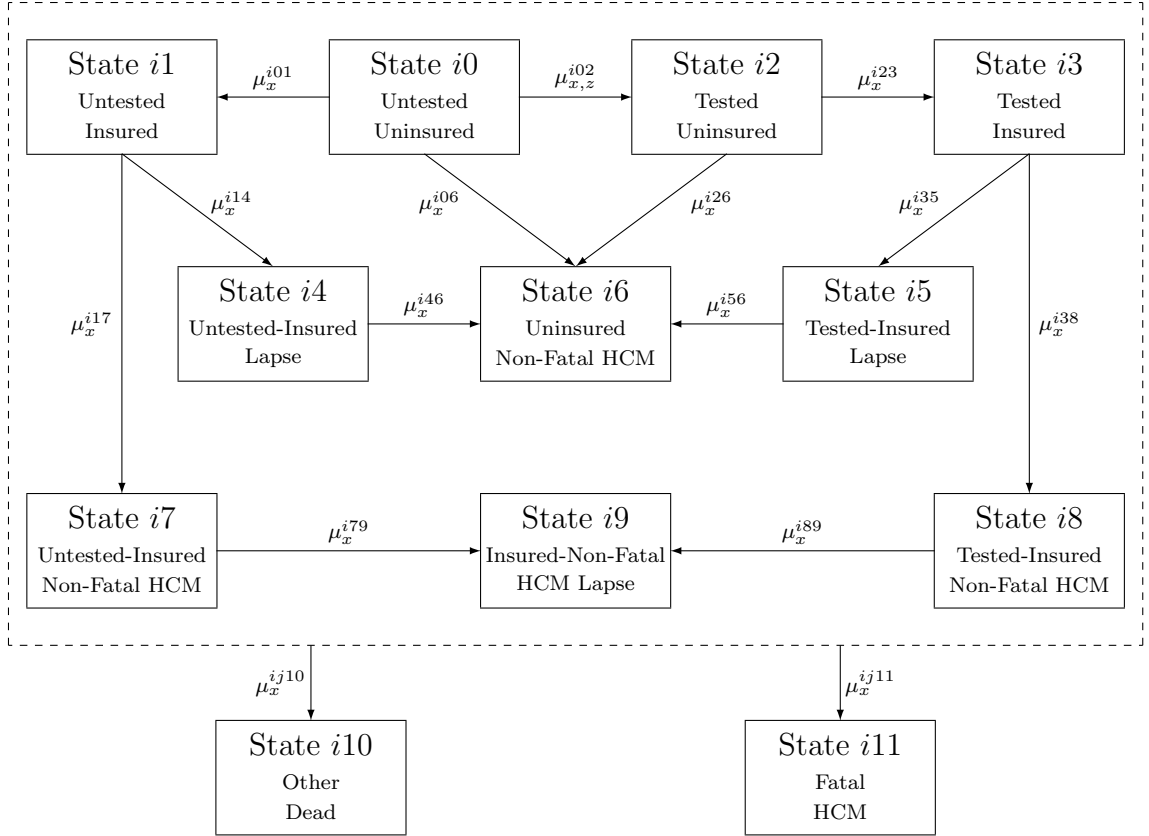 State i1
Untested
Insured
μ_x^{i01}
State i0
Untested
Uninsured
μ_{x,z}^{i02}
State i2
Tested
Uninsured
μ_x^{i23}
State i3
Tested
Insured
μ_x^{i14}
μ_x^{i06}
μ_x^{i26}
μ_x^{i35}
μ_x^{i17}
State i4
Untested-Insured
Lapse
μ_x^{i46}
State i6
Uninsured
Non-Fatal HCM
μ_x^{i56}
State i5
Tested-Insured
Lapse
μ_x^{i38}
State i7
Untested-Insured
Non-Fatal HCM
μ_x^{i79}
State i9
Insured-Non-Fatal
HCM Lapse
μ_x^{i89}
State i8
Tested-Insured
Non-Fatal HCM
μ_x^{ij10}
μ_x^{ij11}
State i10
Other
Dead
State i11
Fatal
HCM